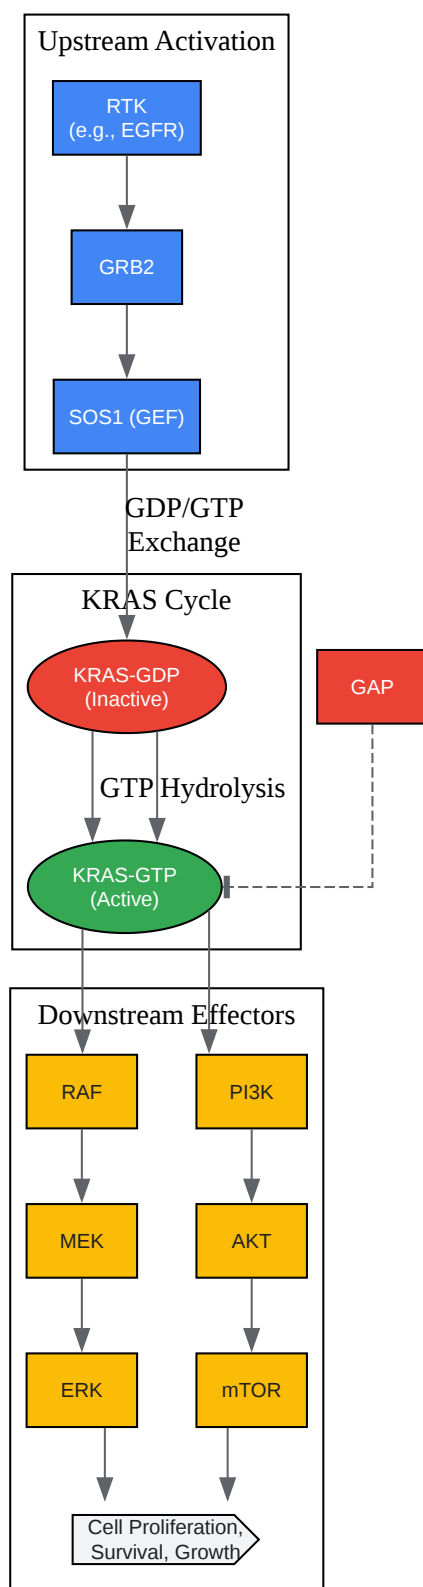 Upstream Activation
RTK
(e.g., EGFR)
GRB2
SOS1 (GEF)
GDP/GTP
Exchange
KRAS Cycle
KRAS-GDP
(Inactive)
GAP
GTP Hydrolysis
KRAS-GTP
(Active)
Downstream Effectors
RAF
PI3K
MEK
AKT
ERK
mTOR
Cell Proliferation,
Survival, Growth